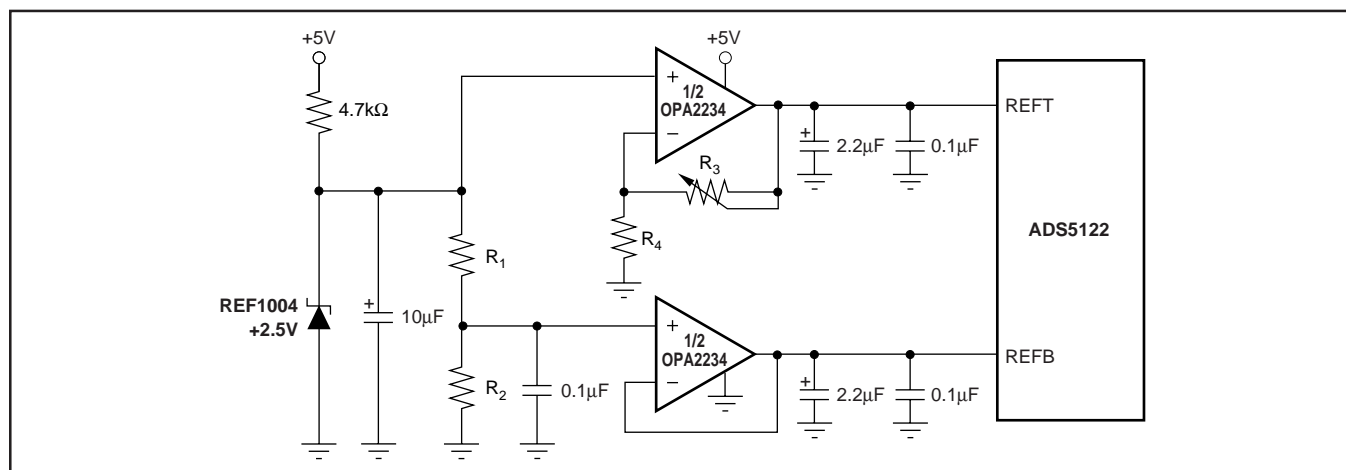 +5V
4.7kΩ
+5V
+
1/2
OPA2234
−
REFT
+
2.2µF
0.1µF
R3
R4
ADS5122
R1
REF1004
+2.5V
+
10µF
+
1/2
OPA2234
−
REFB
R2
0.1µF
+
2.2µF
0.1µF